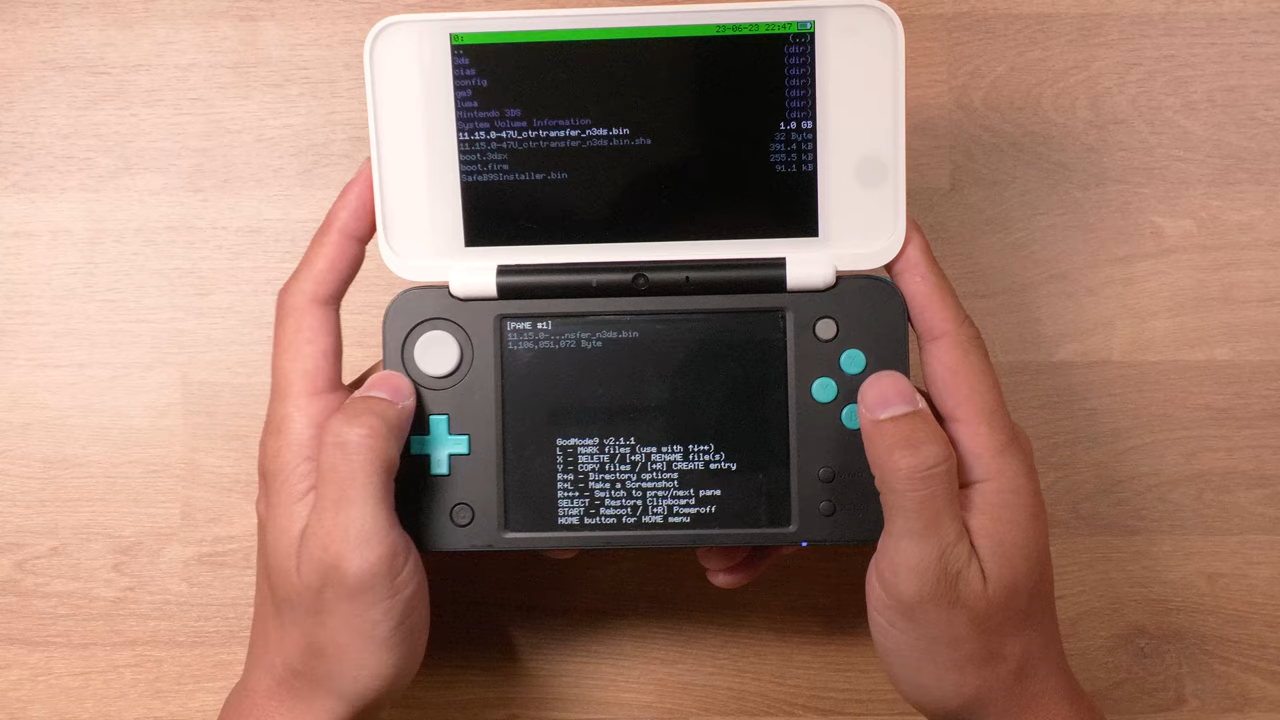 0: 23-06-23 22:47
.. (..)
3ds (dir)
cias (dir)
config (dir)
gm9 (dir)
luma (dir)
Nintendo 3DS (dir)
System Volume Information (dir)
11.15.0-47U_ctrtransfer_n3ds.bin 1.0 GB
11.15.0-47U_ctrtransfer_n3ds.bin.sha 32 Byte
boot.3dsx 391.4 kB
boot.firm 255.5 kB
SafeB9SInstaller.bin 91.1 kB
[PANE #1]
11.15.0-...nsfer_n3ds.bin
1,106,051,072 Byte
GodMode9 v2.1.1
L - MARK files (use with ↑↓→←)
X - DELETE / [+R] RENAME file(s)
Y - COPY files / [+R] CREATE entry
R+A - Directory options
R+L - Make a Screenshot
R+←→ - Switch to prev/next pane
SELECT - Restore Clipboard
START - Reboot / [+R] Poweroff
HOME button for HOME menu